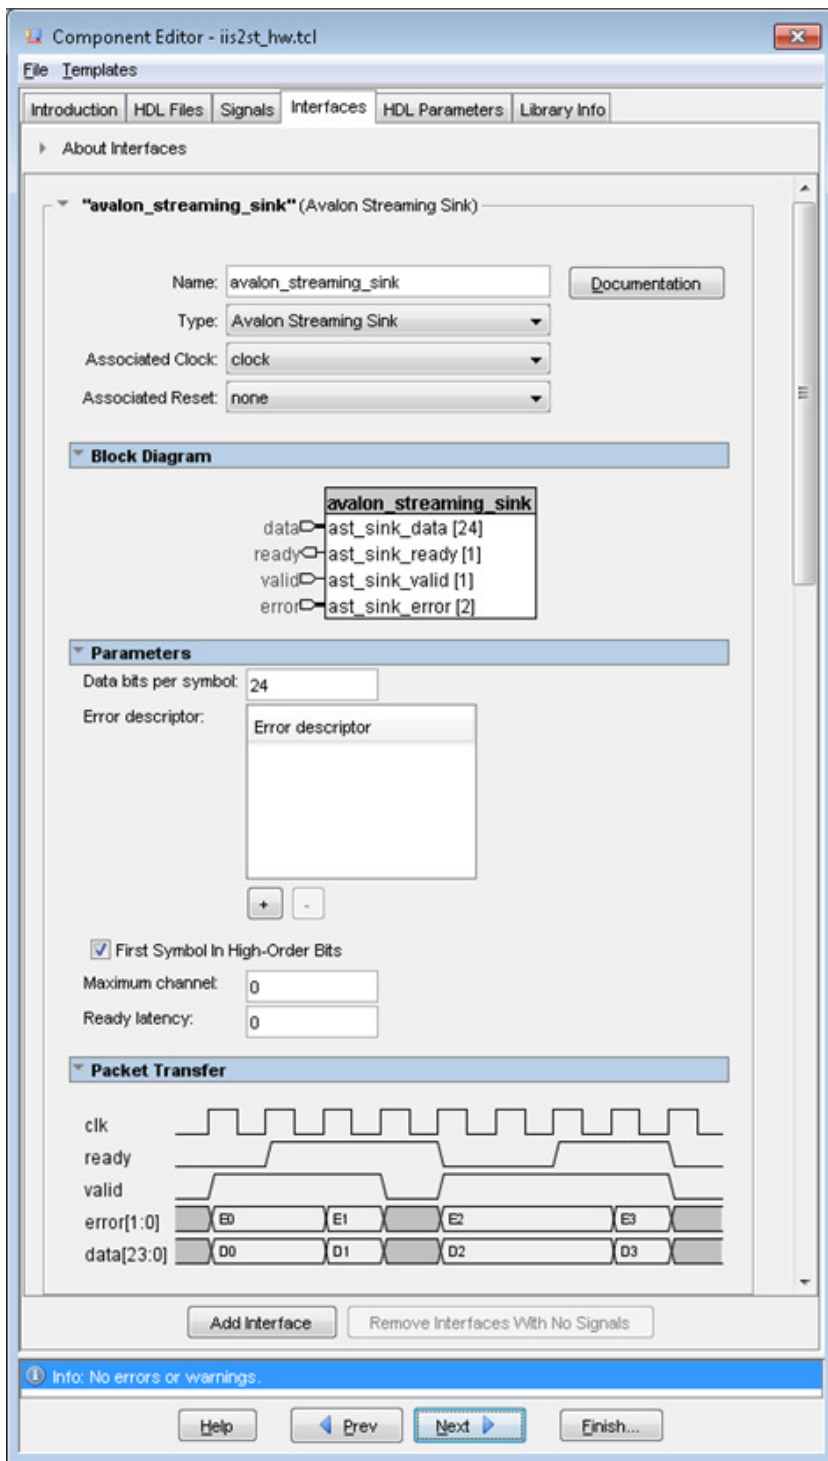 Component Editor - iis2st_hw.tcl
File Templates
Introduction HDL Files Signals Interfaces HDL Parameters Library Info
About Interfaces
"avalon_streaming_sink" (Avalon Streaming Sink)
Name: avalon_streaming_sink Documentation
Type: Avalon Streaming Sink
Associated Clock: clock
Associated Reset: none
Block Diagram
avalon_streaming_sink
data ast_sink_data [24]
ready ast_sink_ready [1]
valid ast_sink_valid [1]
error ast_sink_error [2]
Parameters
Data bits per symbol: 24
Error descriptor: Error descriptor
+ -
First Symbol In High-Order Bits
Maximum channel: 0
Ready latency: 0
Packet Transfer
clk
ready
valid
error[1:0] E0 E1 E2 E3
data[23:0] D0 D1 D2 D3
Add Interface Remove Interfaces With No Signals
Info: No errors or warnings.
Help Prev Next Finish...